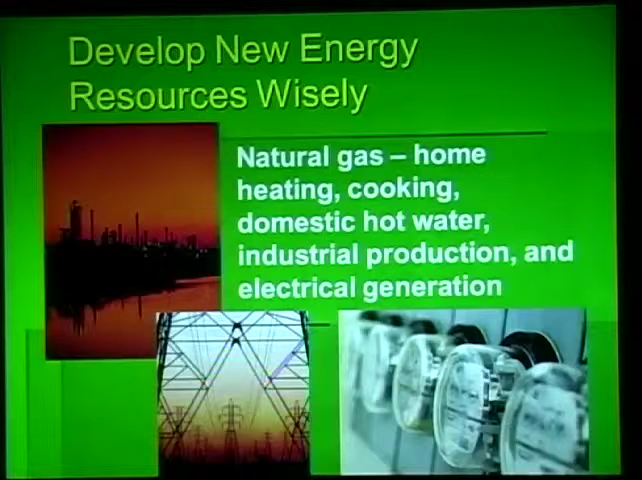 Develop New Energy
Resources Wisely
Natural gas – home
heating, cooking,
domestic hot water,
industrial production, and
electrical generation